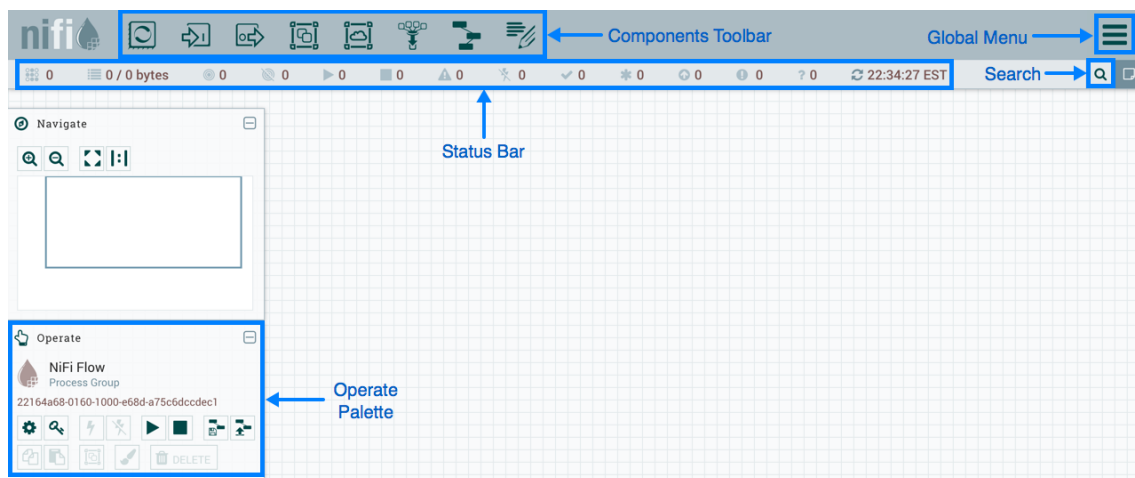 nifi
Components Toolbar
Global Menu
0 0 / 0 bytes 0 0 0 0 0 0 0 0 0 0 ? 0 22:34:27 EST
Search
Status Bar
Navigate
Operate
NiFi Flow
Process Group
22164a68-0160-1000-e68d-a75c6dccdec1
DELETE
Operate
Palette